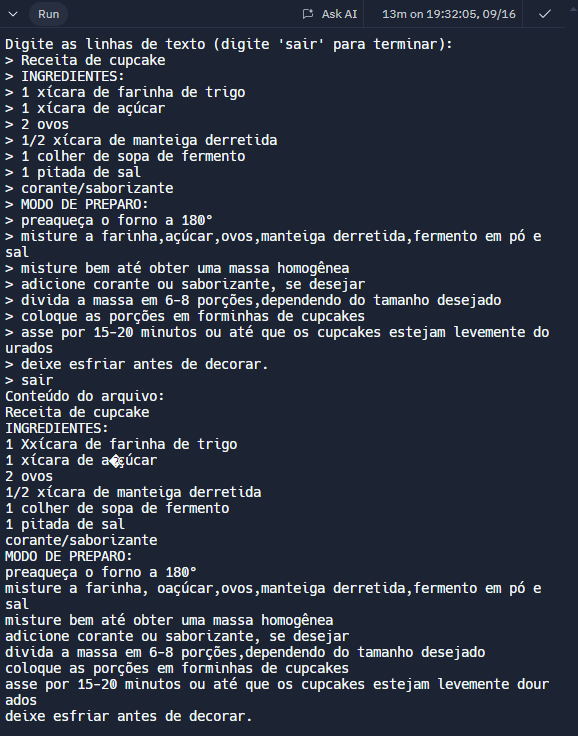 Run
Ask AI
13m on 19:32:05, 09/16
Digite as linhas de texto (digite 'sair' para terminar):
> Receita de cupcake
> INGREDIENTES:
> 1 xícara de farinha de trigo
> 1 xícara de açúcar
> 2 ovos
> 1/2 xícara de manteiga derretida
> 1 colher de sopa de fermento
> 1 pitada de sal
> corante/saborizante
> MODO DE PREPARO:
> preaqueça o forno a 180°
> misture a farinha,açúcar,ovos,manteiga derretida,fermento em pó e
sal
> misture bem até obter uma massa homogênea
> adicione corante ou saborizante, se desejar
> divida a massa em 6-8 porções,dependendo do tamanho desejado
> coloque as porções em forminhas de cupcakes
> asse por 15-20 minutos ou até que os cupcakes estejam levemente do
urados
> deixe esfriar antes de decorar.
> sair
Conteúdo do arquivo:
Receita de cupcake
INGREDIENTES:
1 Xxícara de farinha de trigo
1 xícara de a�çúcar
2 ovos
1/2 xícara de manteiga derretida
1 colher de sopa de fermento
1 pitada de sal
corante/saborizante
MODO DE PREPARO:
preaqueça o forno a 180°
misture a farinha, oaçúcar,ovos,manteiga derretida,fermento em pó e
sal
misture bem até obter uma massa homogênea
adicione corante ou saborizante, se desejar
divida a massa em 6-8 porções,dependendo do tamanho desejado
coloque as porções em forminhas de cupcakes
asse por 15-20 minutos ou até que os cupcakes estejam levemente dour
ados
deixe esfriar antes de decorar.